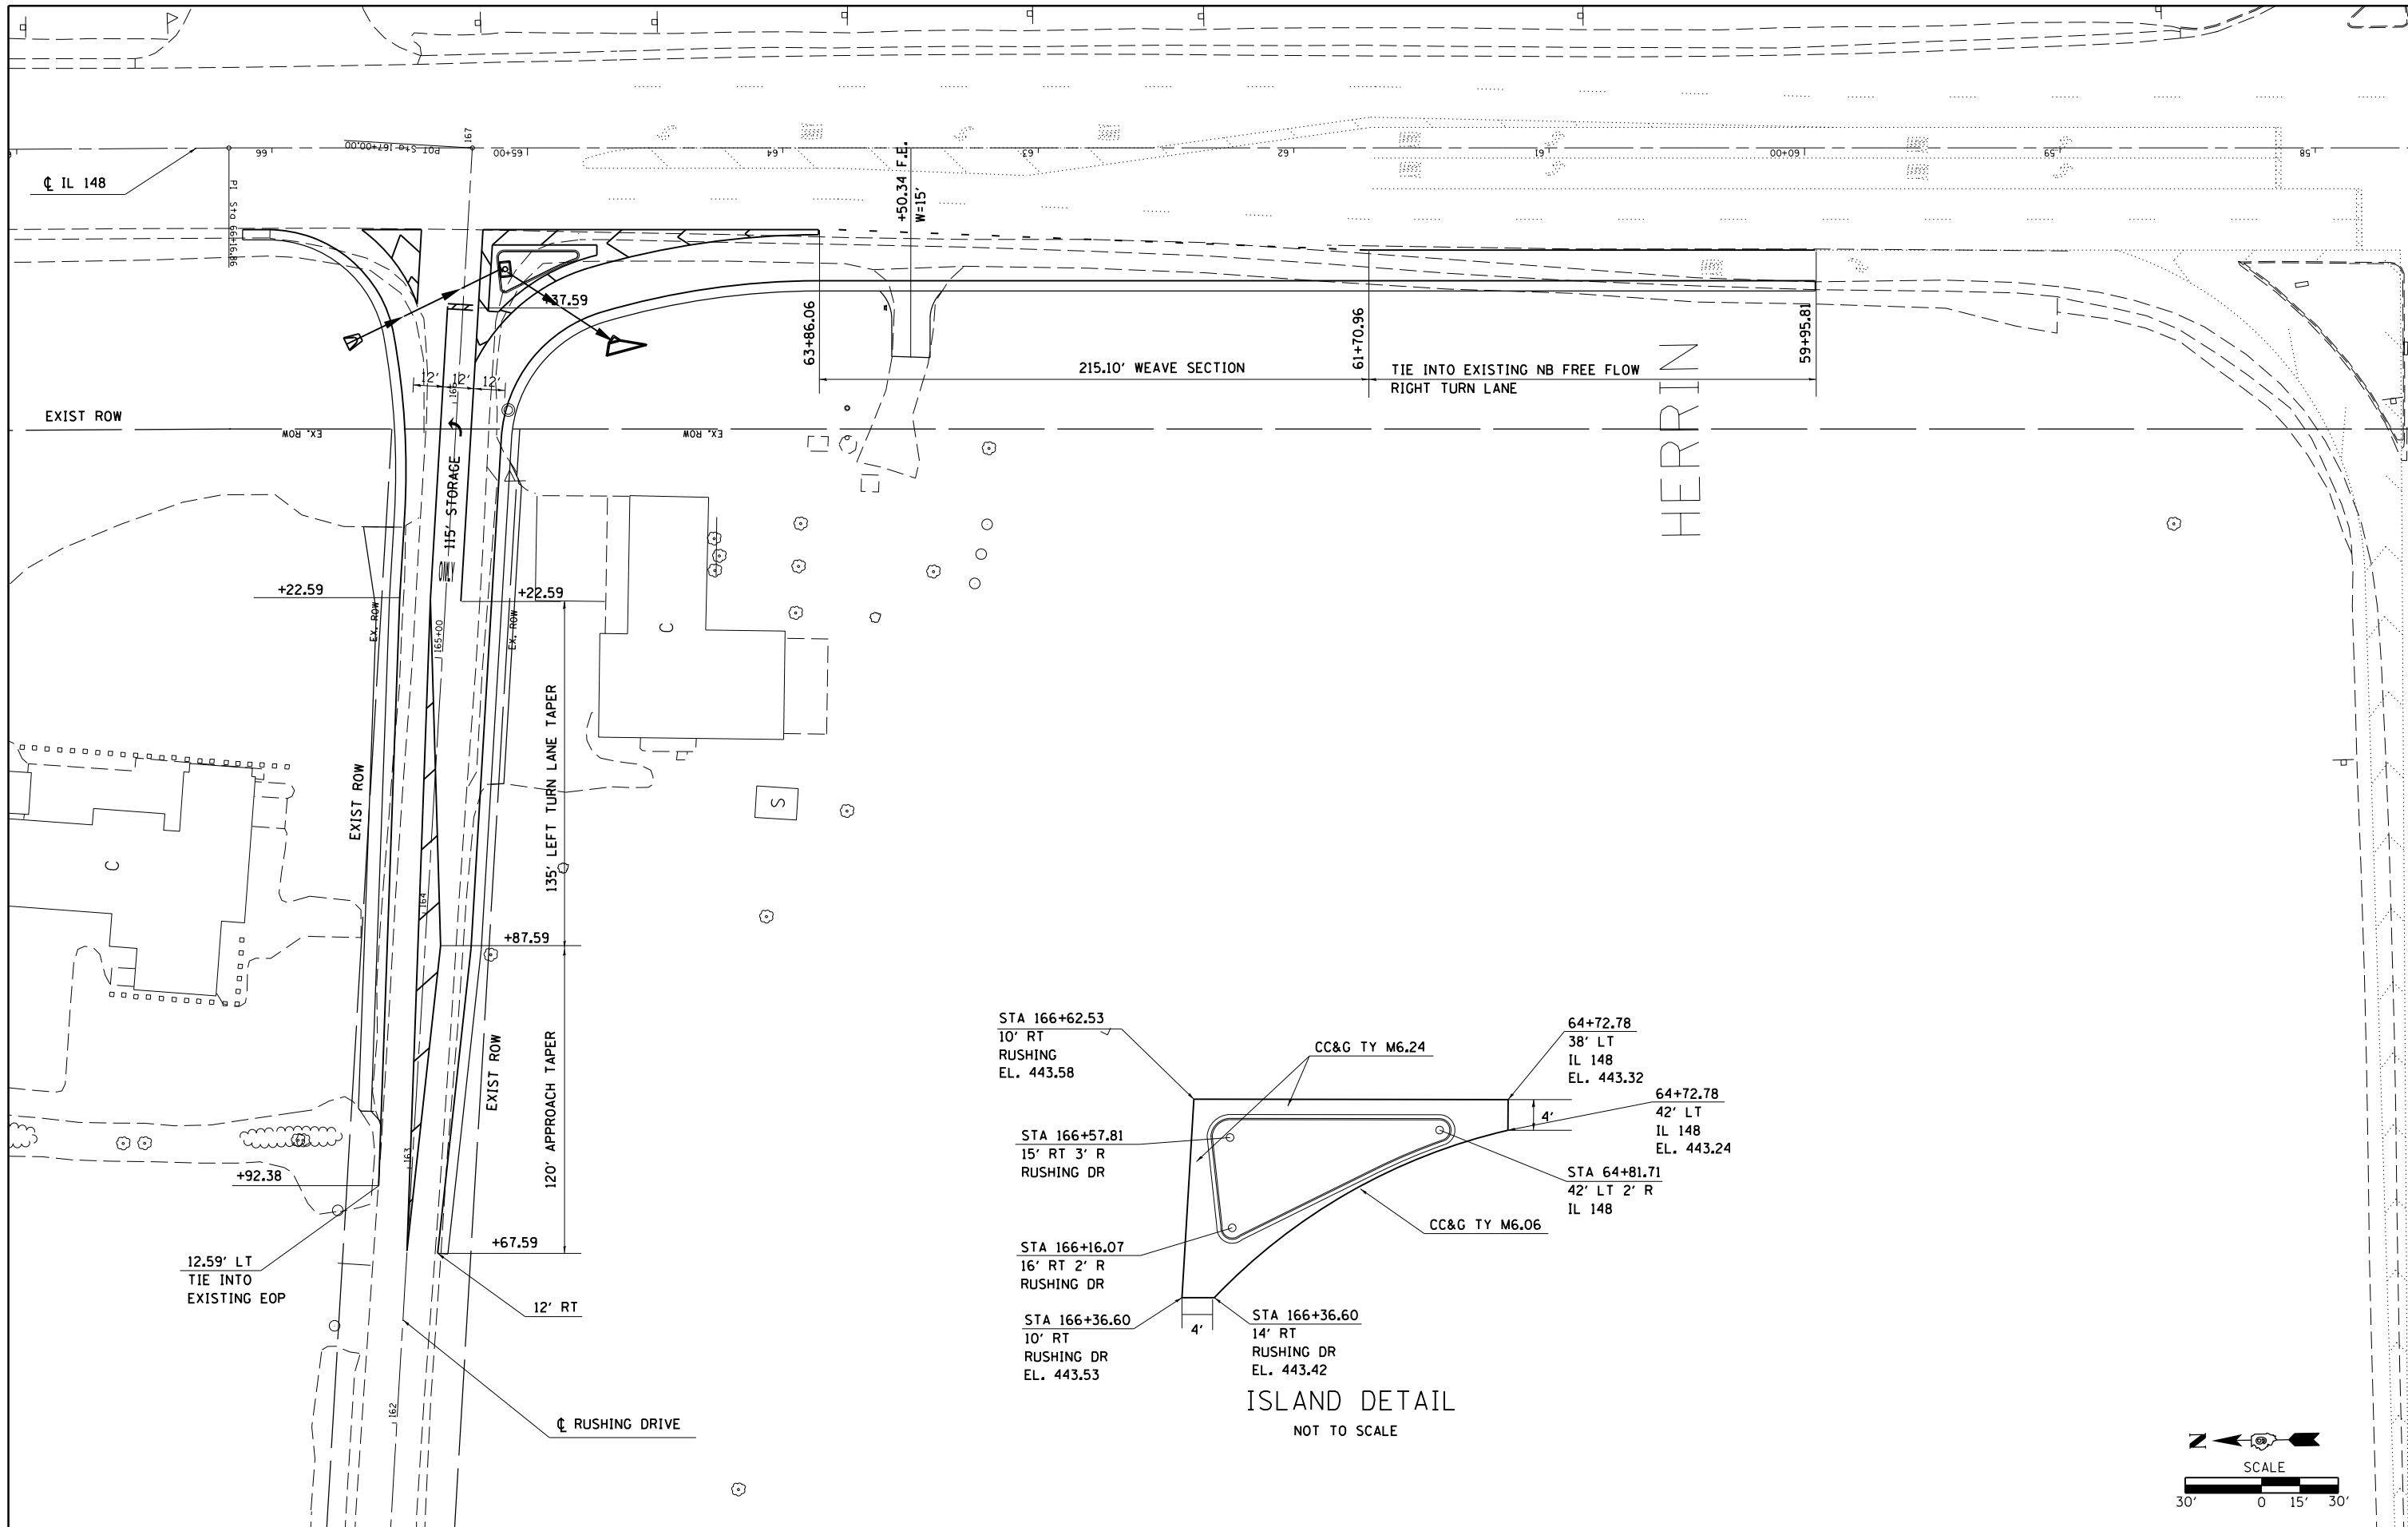 167
POT Sta 167+00.00
66
65+00
64
63
62
61
60+00
59
58
℄ IL 148
PI Sta 66+16.86
+50.34 F.E.
W=15'
+37.59
63+86.06
61+70.96
59+95.81
215.10' WEAVE SECTION
TIE INTO EXISTING NB FREE FLOW
RIGHT TURN LANE
HERRIN
12'
12'
12'
EXIST ROW
EX. ROW
EX. ROW
115' STORAGE
ONLY
+22.59
+22.59
EX. ROW
EX. ROW
165+00
C
135' LEFT TURN LANE TAPER
EXIST ROW
S
C
164
+87.59
EXIST ROW
120' APPROACH TAPER
163
+92.38
+67.59
12.59' LT
TIE INTO
EXISTING EOP
12' RT
162
℄ RUSHING DRIVE
STA 166+62.53
10' RT
RUSHING
EL. 443.58
CC&G TY M6.24
64+72.78
38' LT
IL 148
EL. 443.32
4'
64+72.78
42' LT
IL 148
EL. 443.24
STA 166+57.81
15' RT 3' R
RUSHING DR
STA 64+81.71
42' LT 2' R
IL 148
CC&G TY M6.06
STA 166+16.07
16' RT 2' R
RUSHING DR
STA 166+36.60
10' RT
RUSHING DR
EL. 443.53
4'
STA 166+36.60
14' RT
RUSHING DR
EL. 443.42
ISLAND DETAIL
NOT TO SCALE
N
SCALE
30' 0 15' 30'